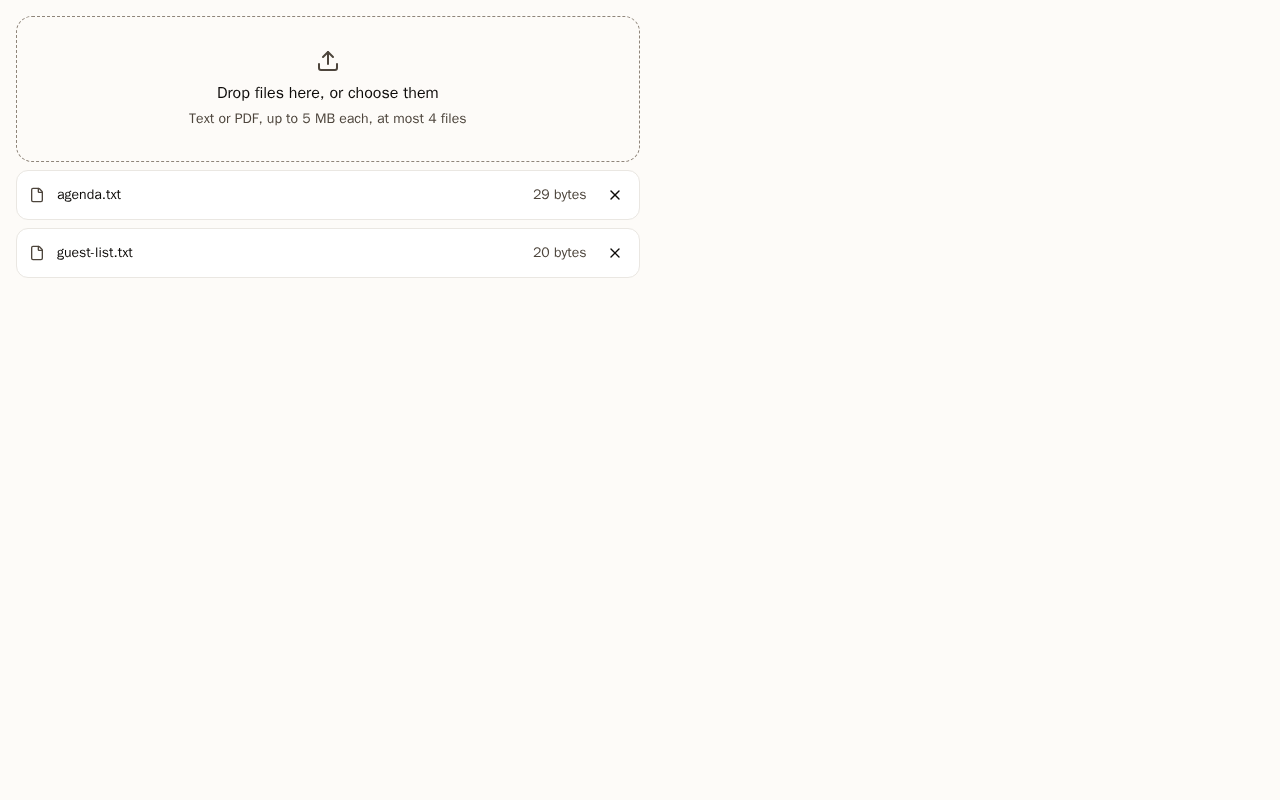 Drop files here, or choose them
Text or PDF, up to 5 MB each, at most 4 files
agenda.txt 29 bytes
guest-list.txt 20 bytes